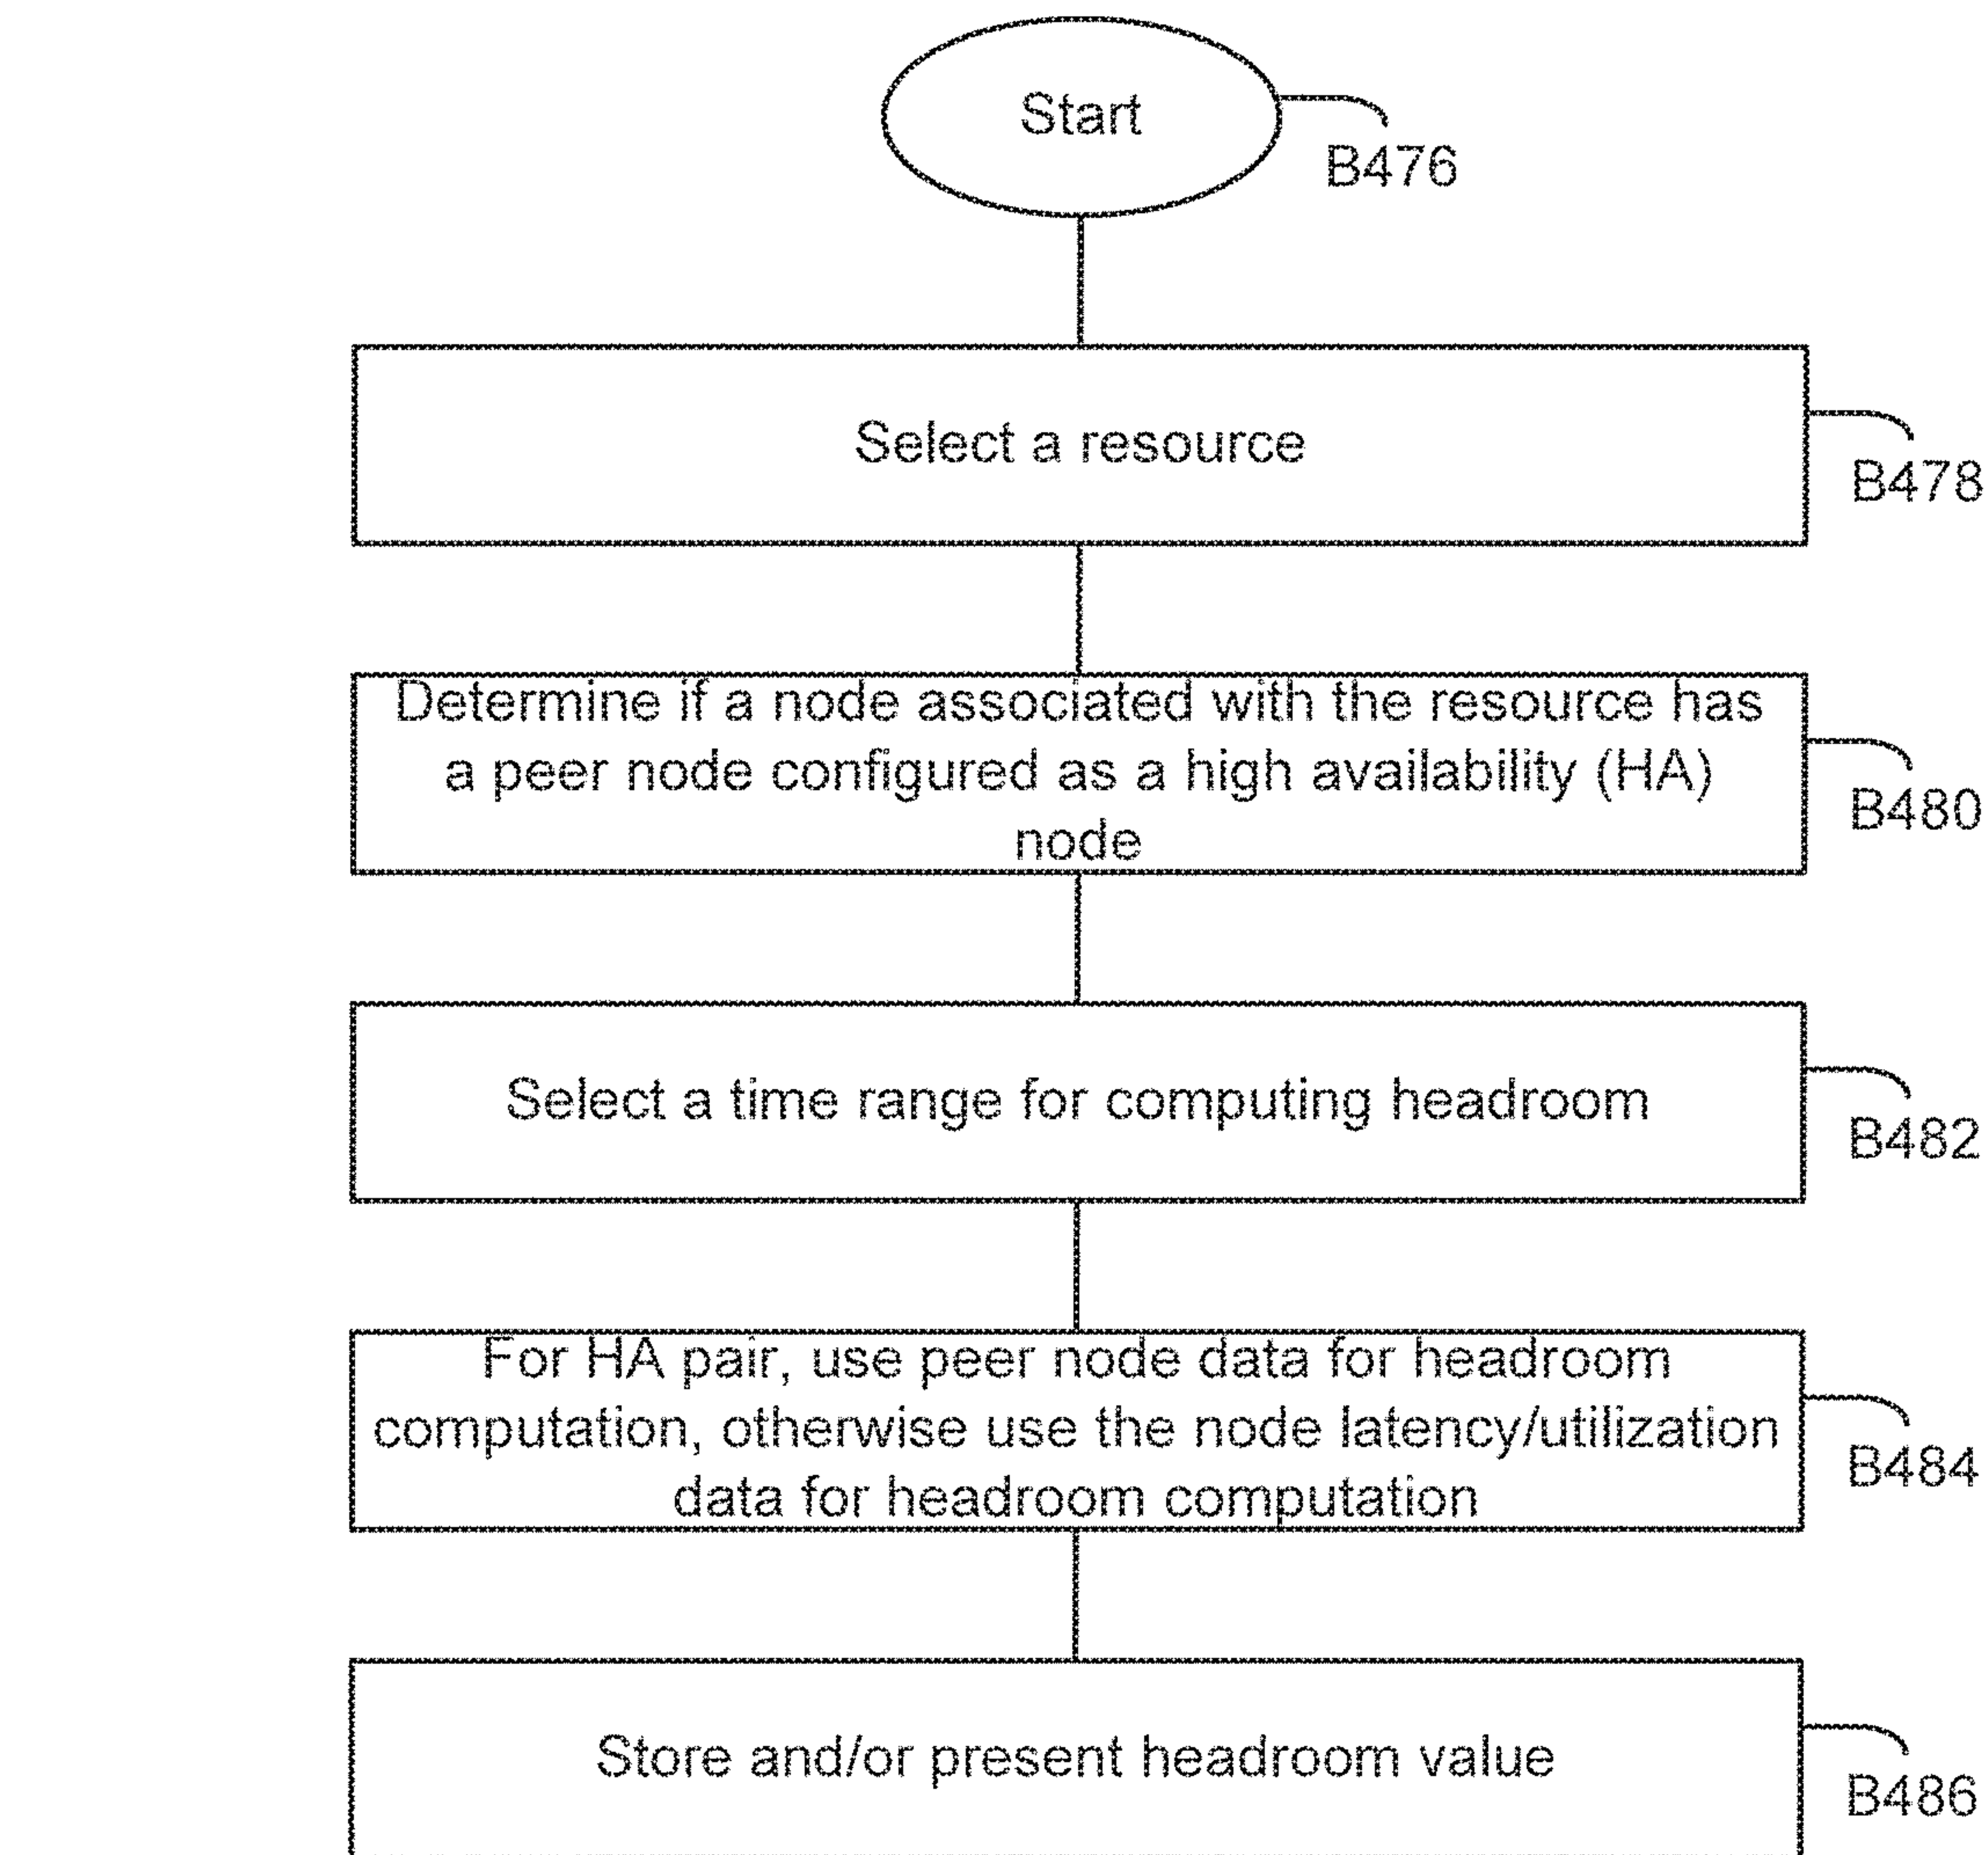 Start
B476
Select a resource
B478
Determine if a node associated with the resource has
a peer node configured as a high availability (HA)
node
B480
Select a time range for computing headroom
B482
For HA pair, use peer node data for headroom
computation, otherwise use the node latency/utilization
data for headroom computation
B484
Store and/or present headroom value
B486